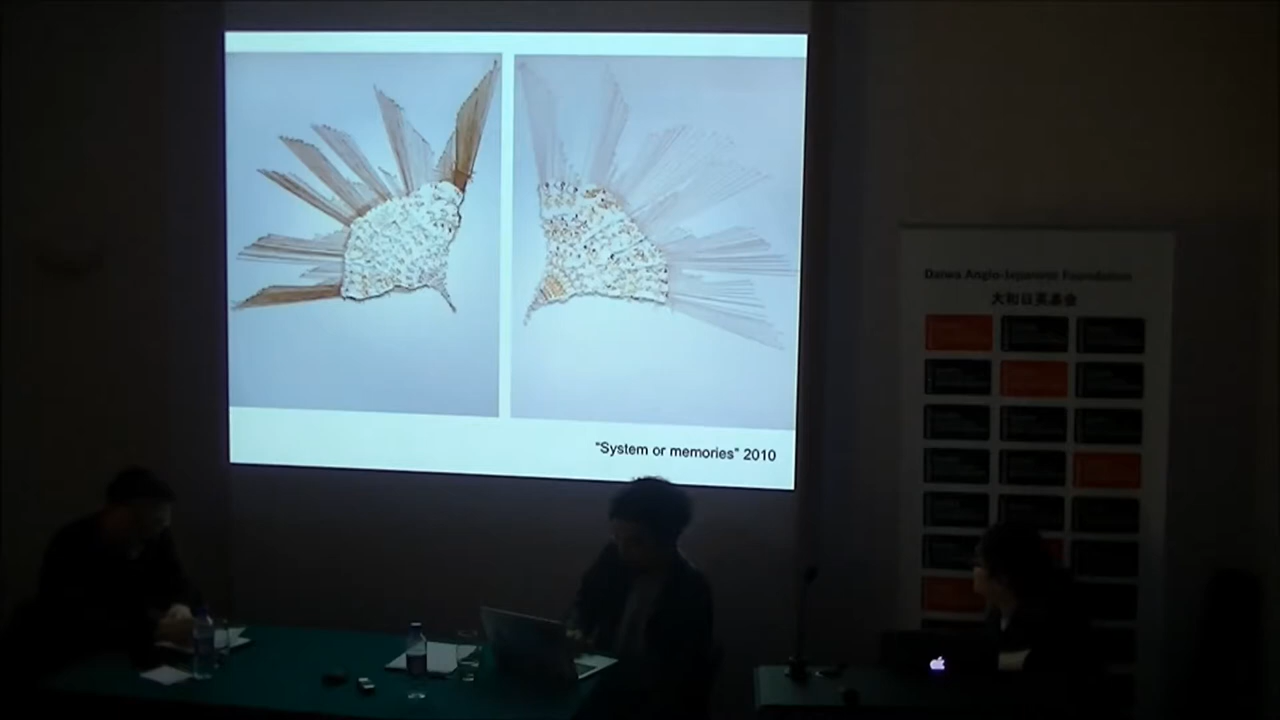 "System or memories" 2010
Daiwa Anglo-Japanese Foundation
大和日英基金